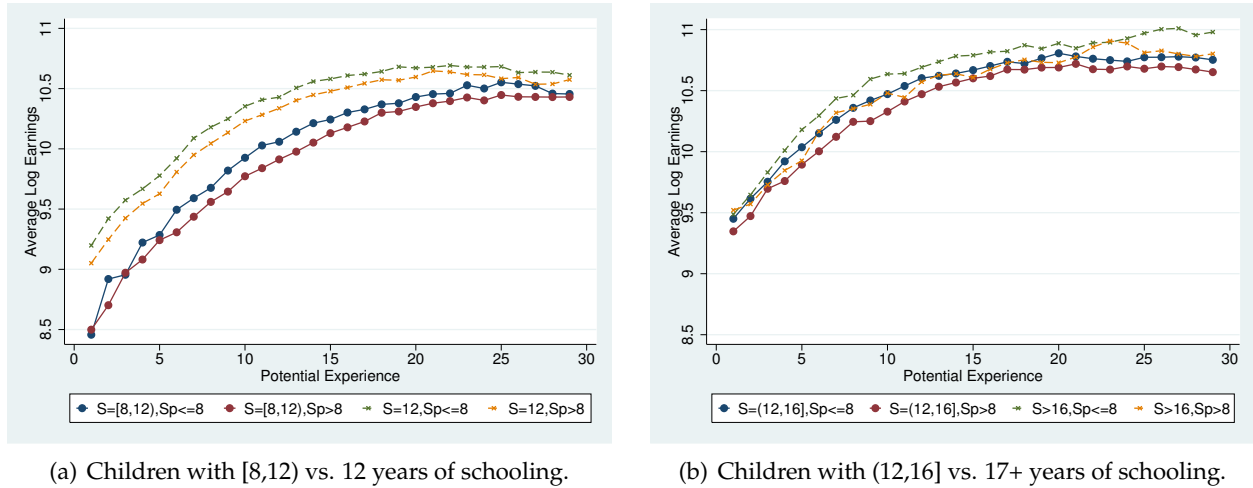 Average Log Earnings
8.5 9 9.5 10 10.5 11
0 5 10 15 20 25 30
Potential Experience
S=[8,12),Sp<=8 S=[8,12),Sp>8 S=12,Sp<=8 S=12,Sp>8
(a) Children with [8,12) vs. 12 years of schooling.
Average Log Earnings
8.5 9 9.5 10 10.5 11
0 5 10 15 20 25 30
Potential Experience
S=(12,16],Sp<=8 S=(12,16],Sp>8 S>16,Sp<=8 S>16,Sp>8
(b) Children with (12,16] vs. 17+ years of schooling.